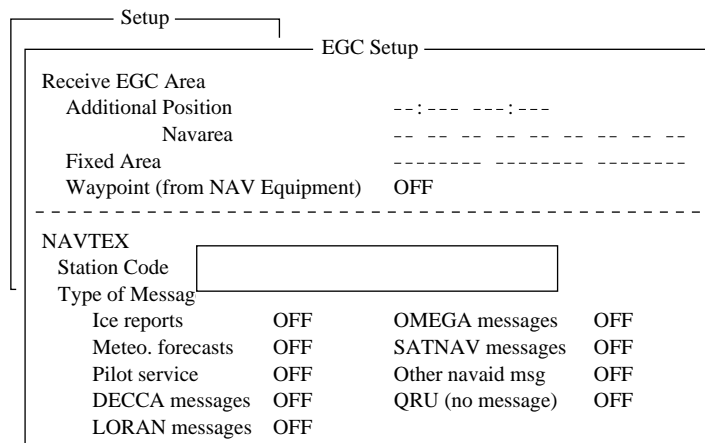 Setup
EGC Setup
Receive EGC Area
Additional Position --:--- ---:---
Navarea -- -- -- -- -- -- -- --
Fixed Area -------- -------- --------
Waypoint (from NAV Equipment) OFF
NAVTEX
Station Code
Type of Messag
Ice reports OFF OMEGA messages OFF
Meteo. forecasts OFF SATNAV messages OFF
Pilot service OFF Other navaid msg OFF
DECCA messages OFF QRU (no message) OFF
LORAN messages OFF